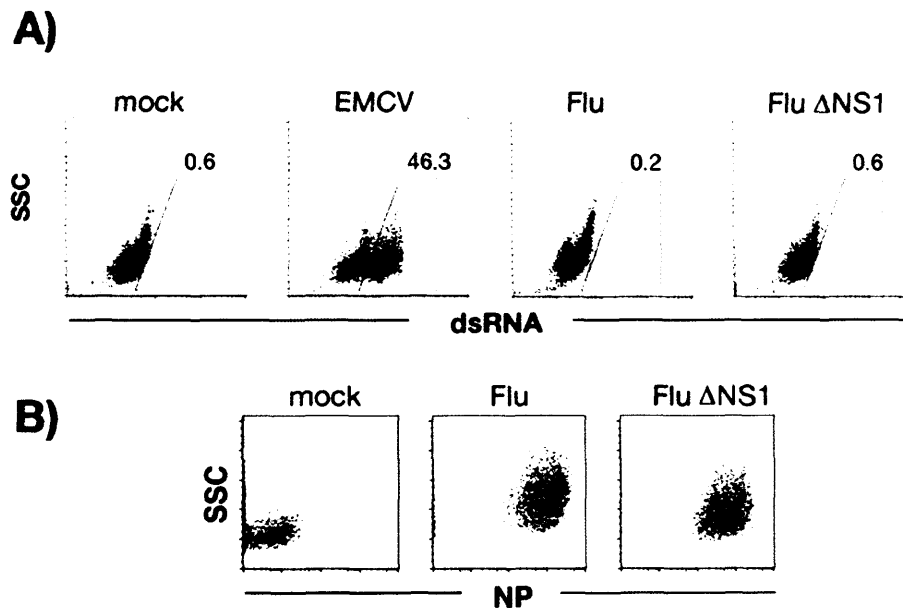 A)
mock EMCV Flu Flu ΔNS1
0.6 46.3 0.2 0.6
SSC
dsRNA
B)
mock Flu Flu ΔNS1
SSC
NP